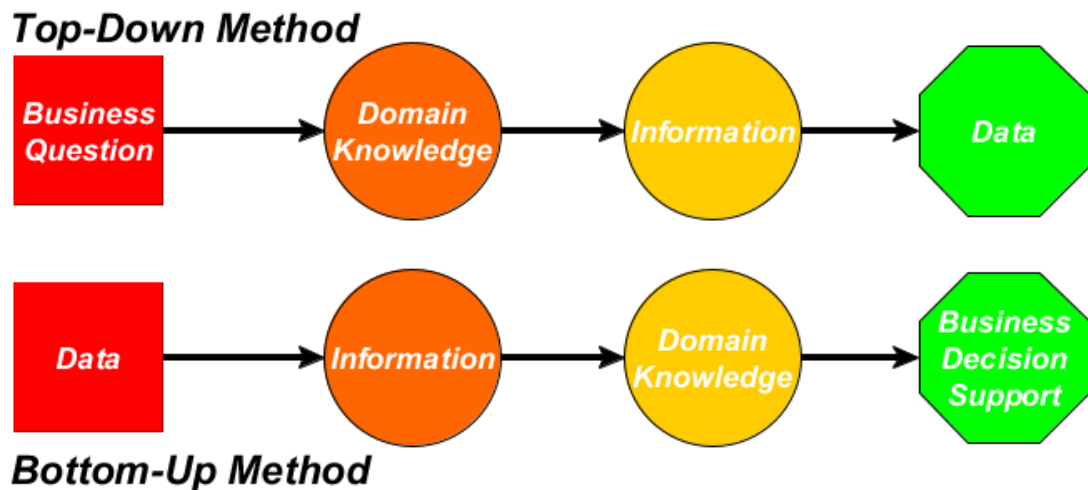 Top-Down Method
Business
Question
Domain
Knowledge
Information
Data
Data
Information
Domain
Knowledge
Business
Decision
Support
Bottom-Up Method